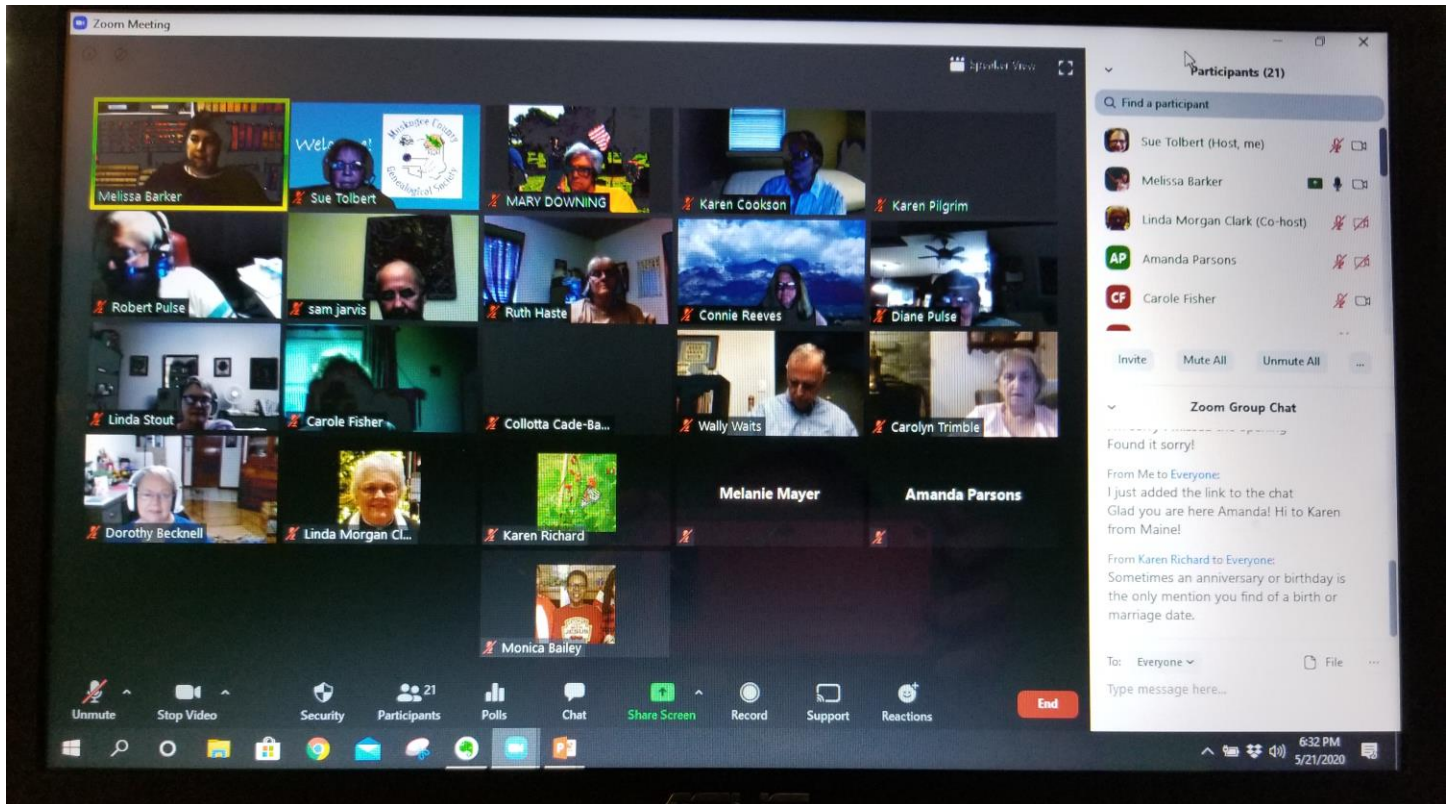 Zoom Meeting
Speaker View
Melissa Barker
Sue Tolbert
Welcome!
Muskogee County
Genealogical Society
MARY DOWNING
Karen Cookson
Karen Pilgrim
Robert Pulse
sam jarvis
Ruth Haste
Connie Reeves
Diane Pulse
Linda Stout
Carole Fisher
Collotta Cade-Ba...
Wally Waits
Carolyn Trimble
Dorothy Becknell
Linda Morgan Cl...
Karen Richard
Melanie Mayer
Amanda Parsons
JESUS
Monica Bailey
Unmute
Stop Video
Security
21
Participants
Polls
Chat
Share Screen
Record
Support
Reactions
End
Participants (21)
Find a participant
Sue Tolbert (Host, me)
Melissa Barker
Linda Morgan Clark (Co-host)
AP
Amanda Parsons
CF
Carole Fisher
Invite
Mute All
Unmute All
...
Zoom Group Chat
Found it sorry!
From Me to Everyone:
I just added the link to the chat
Glad you are here Amanda! Hi to Karen
from Maine!
From Karen Richard to Everyone:
Sometimes an anniversary or birthday is
the only mention you find of a birth or
marriage date.
To: Everyone
File
...
Type message here...
6:32 PM
5/21/2020